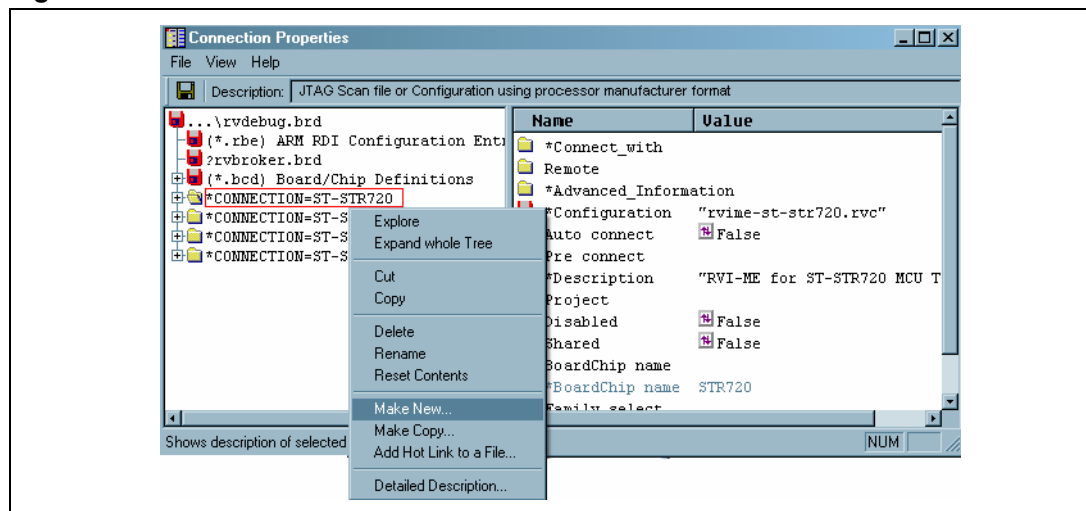 Connection Properties
File View Help
Description: JTAG Scan file or Configuration using processor manufacturer format
...\rvdebug.brd
(*.rbe) ARM RDI Configuration Ent
?rvbroker.brd
(*.bcd) Board/Chip Definitions
*CONNECTION=ST-STR720
*CONNECTION=ST-S
*CONNECTION=ST-S
*CONNECTION=ST-S
Explore
Expand whole Tree
Cut
Copy
Delete
Rename
Reset Contents
Make New...
Make Copy...
Add Hot Link to a File...
Detailed Description...
Name Value
*Connect_with
Remote
*Advanced_Information
*Configuration "rvime-st-str720.rvc"
Auto connect False
Pre connect
*Description "RVI-ME for ST-STR720 MCU T
Project
Disabled False
Shared False
BoardChip name
*BoardChip name STR720
Family select
Shows description of selected
NUM